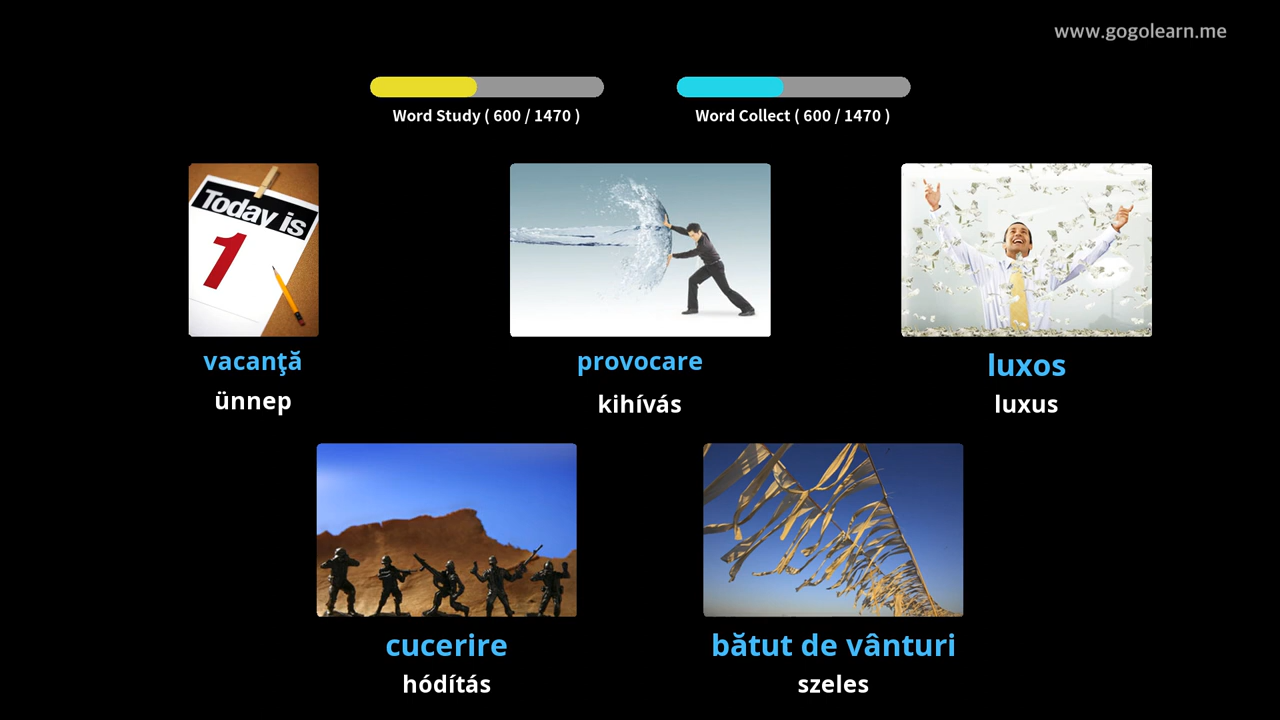 www.gogolearn.me
Word Study ( 600 / 1470 )
Word Collect ( 600 / 1470 )
Today is
1
vacanţă
ünnep
provocare
kihívás
luxos
luxus
cucerire
hódítás
bătut de vânturi
szeles